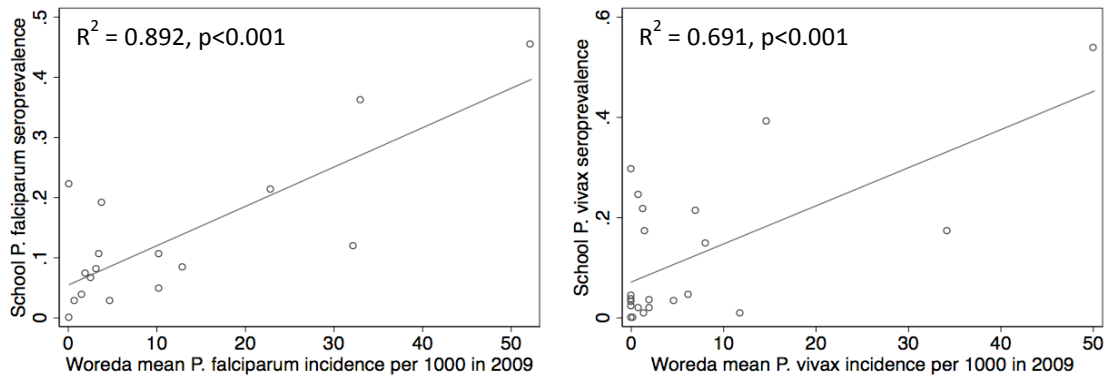 R² = 0.892, p<0.001
School P. falciparum seroprevalence
.5
.4
.3
.2
.1
0
0 10 20 30 40 50
Woreda mean P. falciparum incidence per 1000 in 2009
R² = 0.691, p<0.001
School P. vivax seroprevalence
.6
.4
.2
0
0 10 20 30 40 50
Woreda mean P. vivax incidence per 1000 in 2009